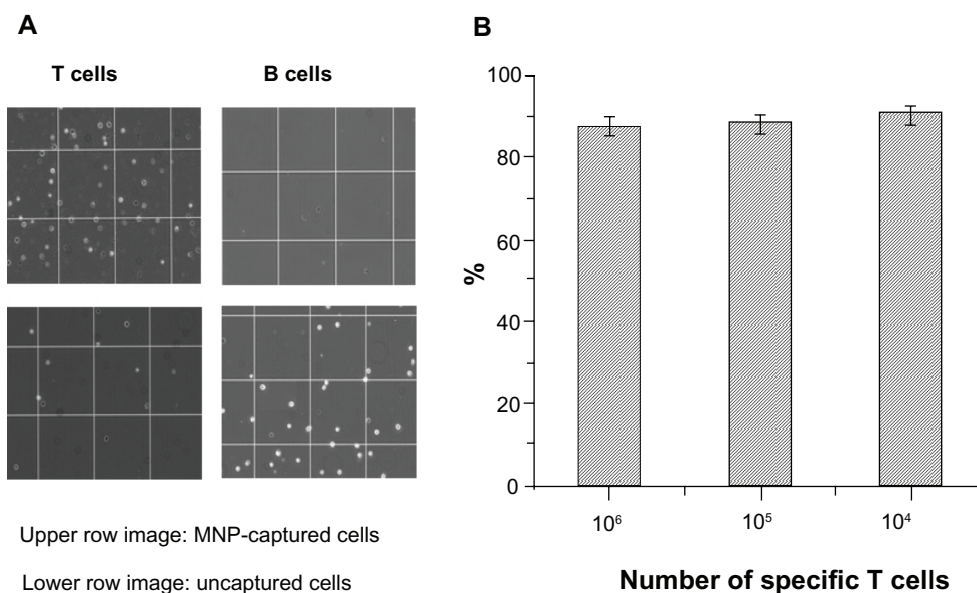 A
T cells
B cells
Upper row image: MNP-captured cells
Lower row image: uncaptured cells
B
100
80
60
40
20
0
%
10⁶
10⁵
10⁴
Number of specific T cells